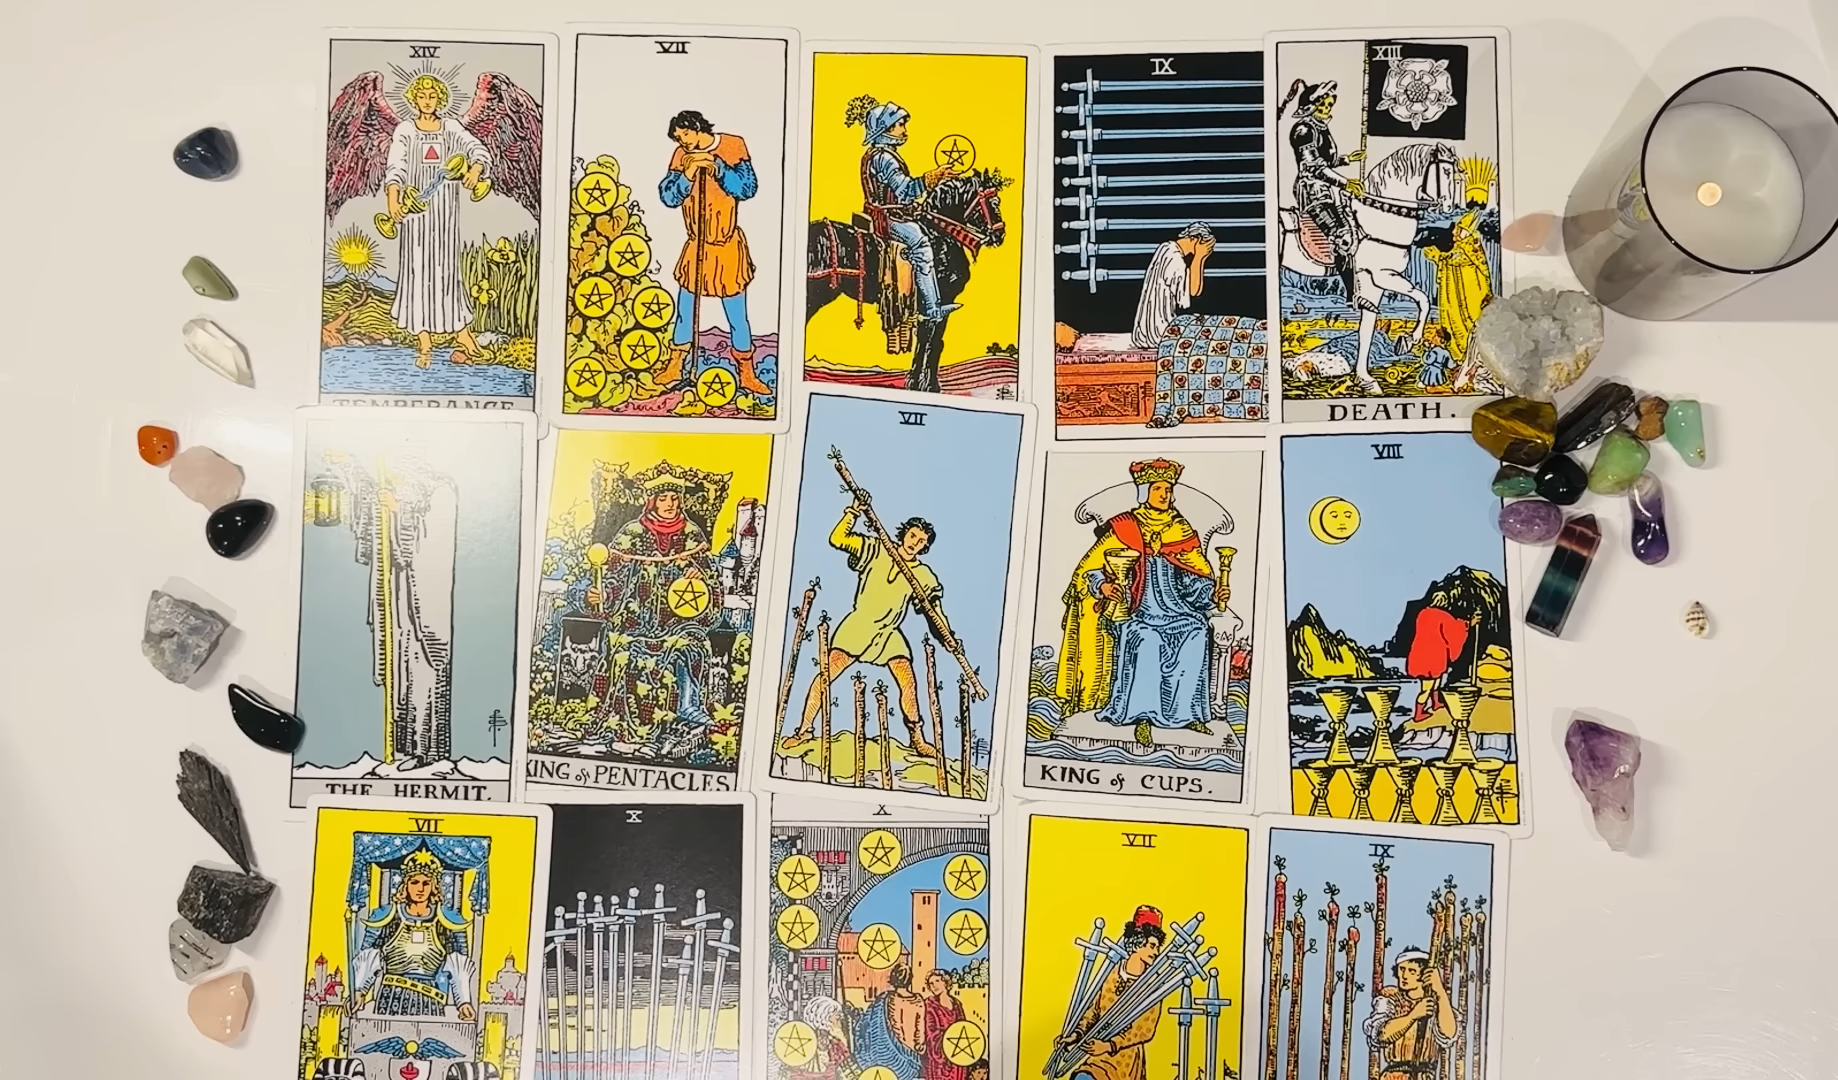 XIV
VII
IX
XIII
TEMPERANCE
DEATH.
VII
VIII
THE HERMIT.
KING of PENTACLES
KING of CUPS.
VII
X
X
VII
IX